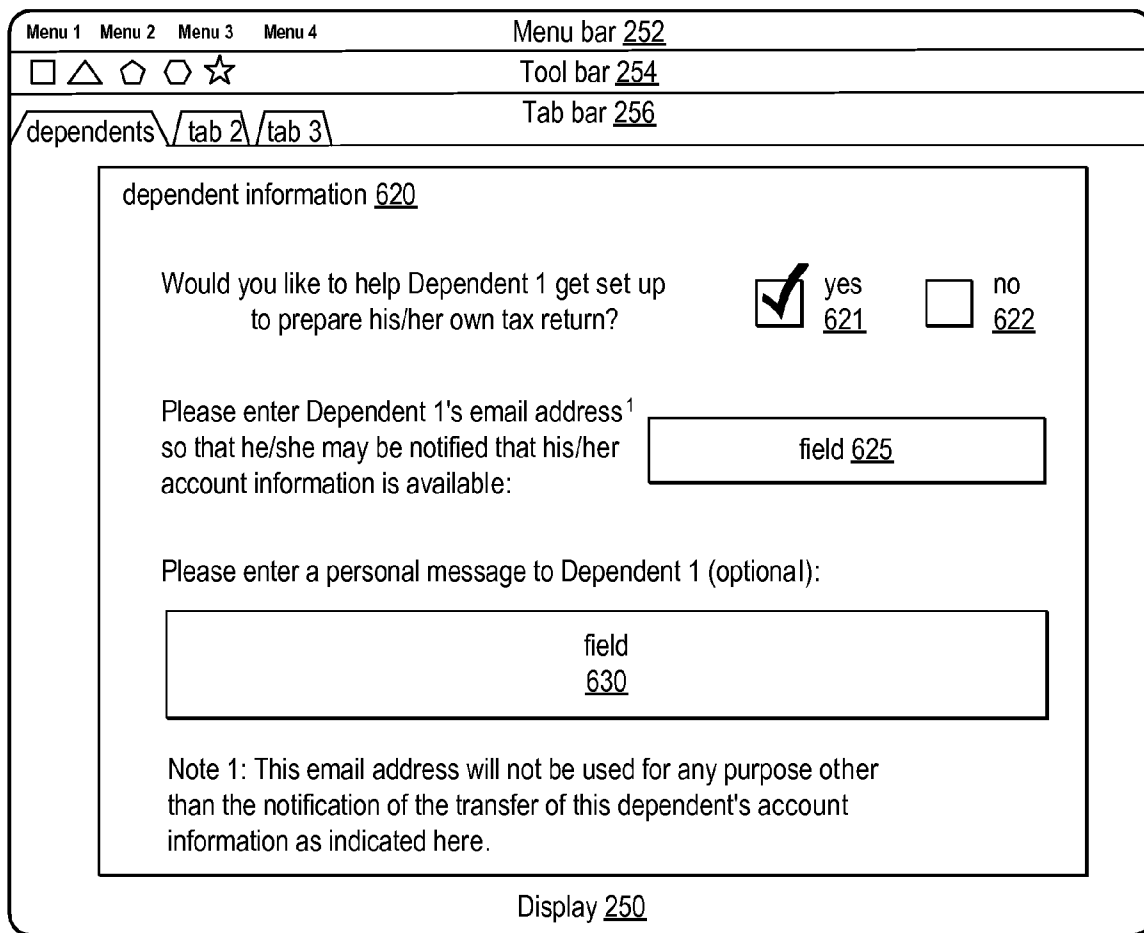 Menu 1 Menu 2 Menu 3 Menu 4 Menu bar 252
Tool bar 254
Tab bar 256
dependents tab 2 tab 3
dependent information 620
Would you like to help Dependent 1 get set up
to prepare his/her own tax return?
yes
621
no
622
Please enter Dependent 1's email address1
so that he/she may be notified that his/her
account information is available:
field 625
Please enter a personal message to Dependent 1 (optional):
field
630
Note 1: This email address will not be used for any purpose other
than the notification of the transfer of this dependent's account
information as indicated here.
Display 250